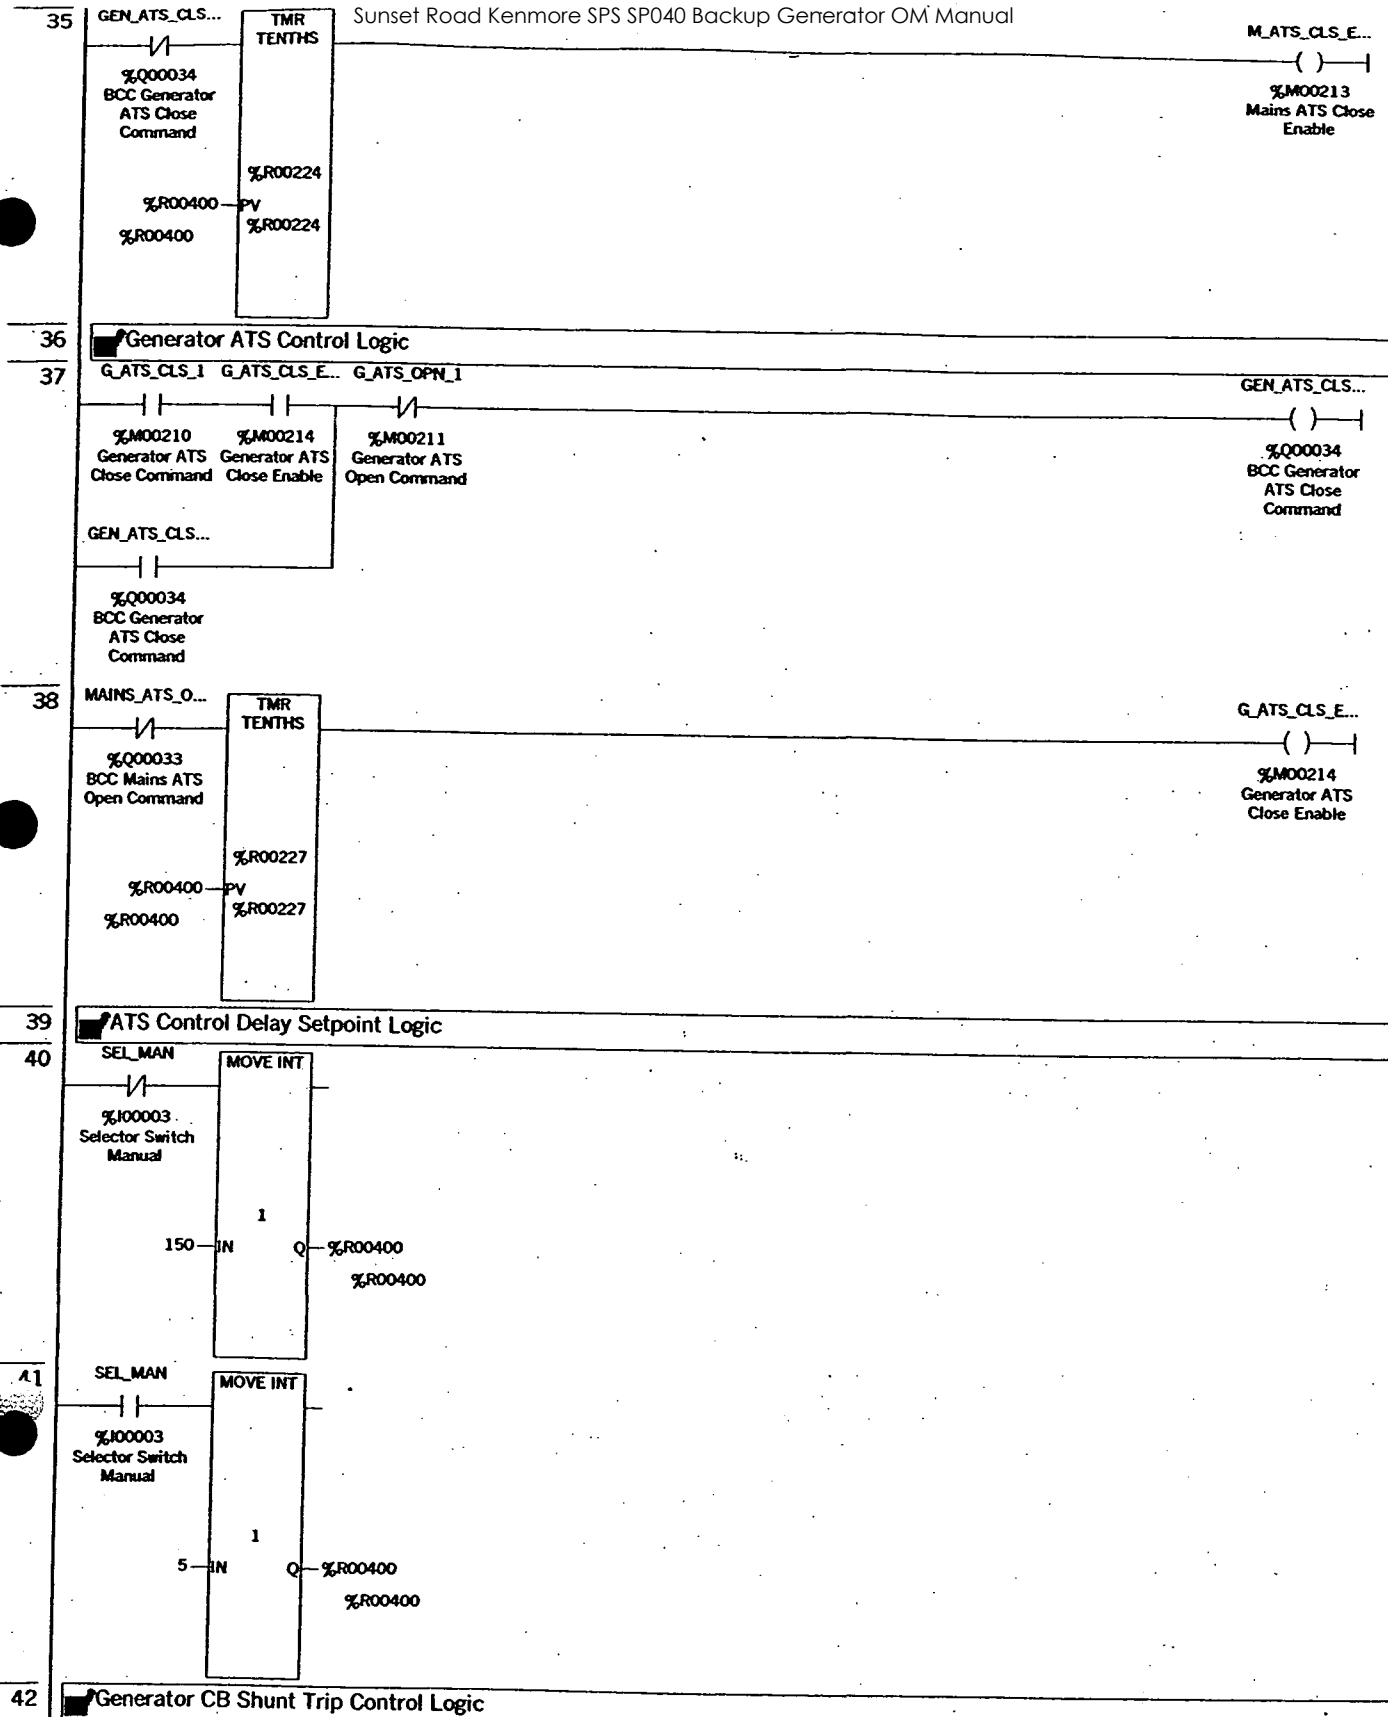 Sunset Road Kenmore SPS SP040 Backup Generator OM Manual
35
GEN_ATS_CLS...
TMR
TENTHS
M_ATS_CLS_E...
%Q00034
BCC Generator
ATS Close
Command
%M00213
Mains ATS Close
Enable
%R00224
%R00400
PV
%R00400
%R00224
36
Generator ATS Control Logic
37
G_ATS_CLS_1 G_ATS_CLS_E... G_ATS_OPN_1
GEN_ATS_CLS...
%M00210
Generator ATS
Close Command
%M00214
Generator ATS
Close Enable
%M00211
Generator ATS
Open Command
%Q00034
BCC Generator
ATS Close
Command
GEN_ATS_CLS...
%Q00034
BCC Generator
ATS Close
Command
38
MAINS_ATS_O...
TMR
TENTHS
G_ATS_CLS_E...
%Q00033
BCC Mains ATS
Open Command
%M00214
Generator ATS
Close Enable
%R00227
%R00400
PV
%R00400
%R00227
39
ATS Control Delay Setpoint Logic
40
SEL_MAN
MOVE INT
%I00003
Selector Switch
Manual
1
150
IN
Q
%R00400
%R00400
41
SEL_MAN
MOVE INT
%I00003
Selector Switch
Manual
1
5
IN
Q
%R00400
%R00400
42
Generator CB Shunt Trip Control Logic